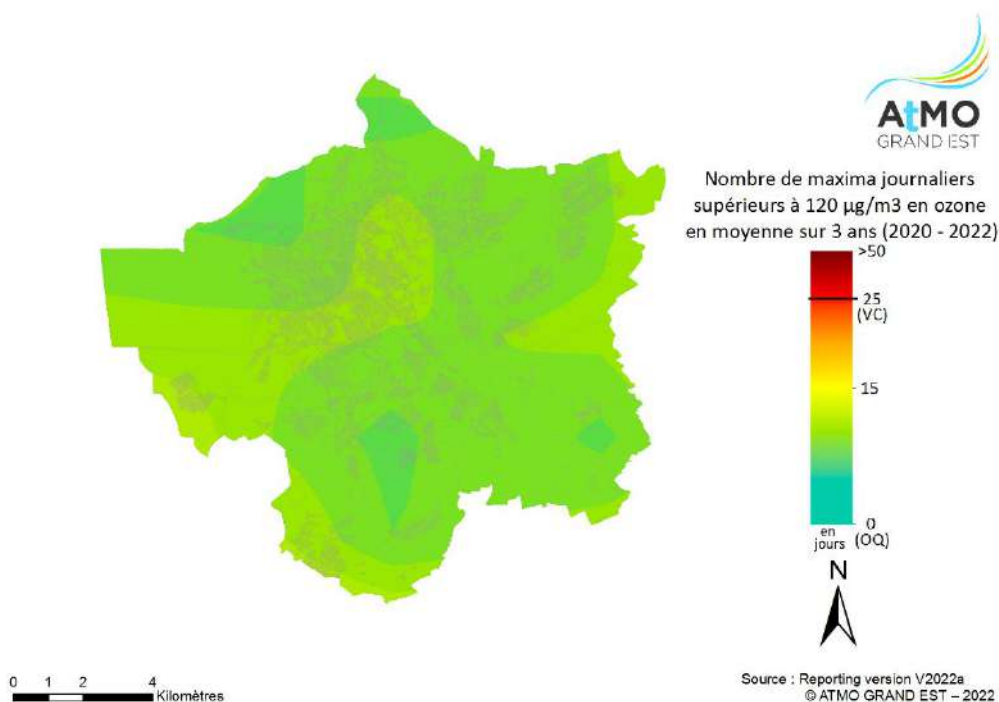 AtMO
GRAND EST
Nombre de maxima journaliers
supérieurs à 120 µg/m3 en ozone
en moyenne sur 3 ans (2020 - 2022)
>50
25
(VC)
15
0
en
jours
(OQ)
N
0 1 2 4
Kilomètres
Source : Reporting version V2022a
© ATMO GRAND EST – 2022